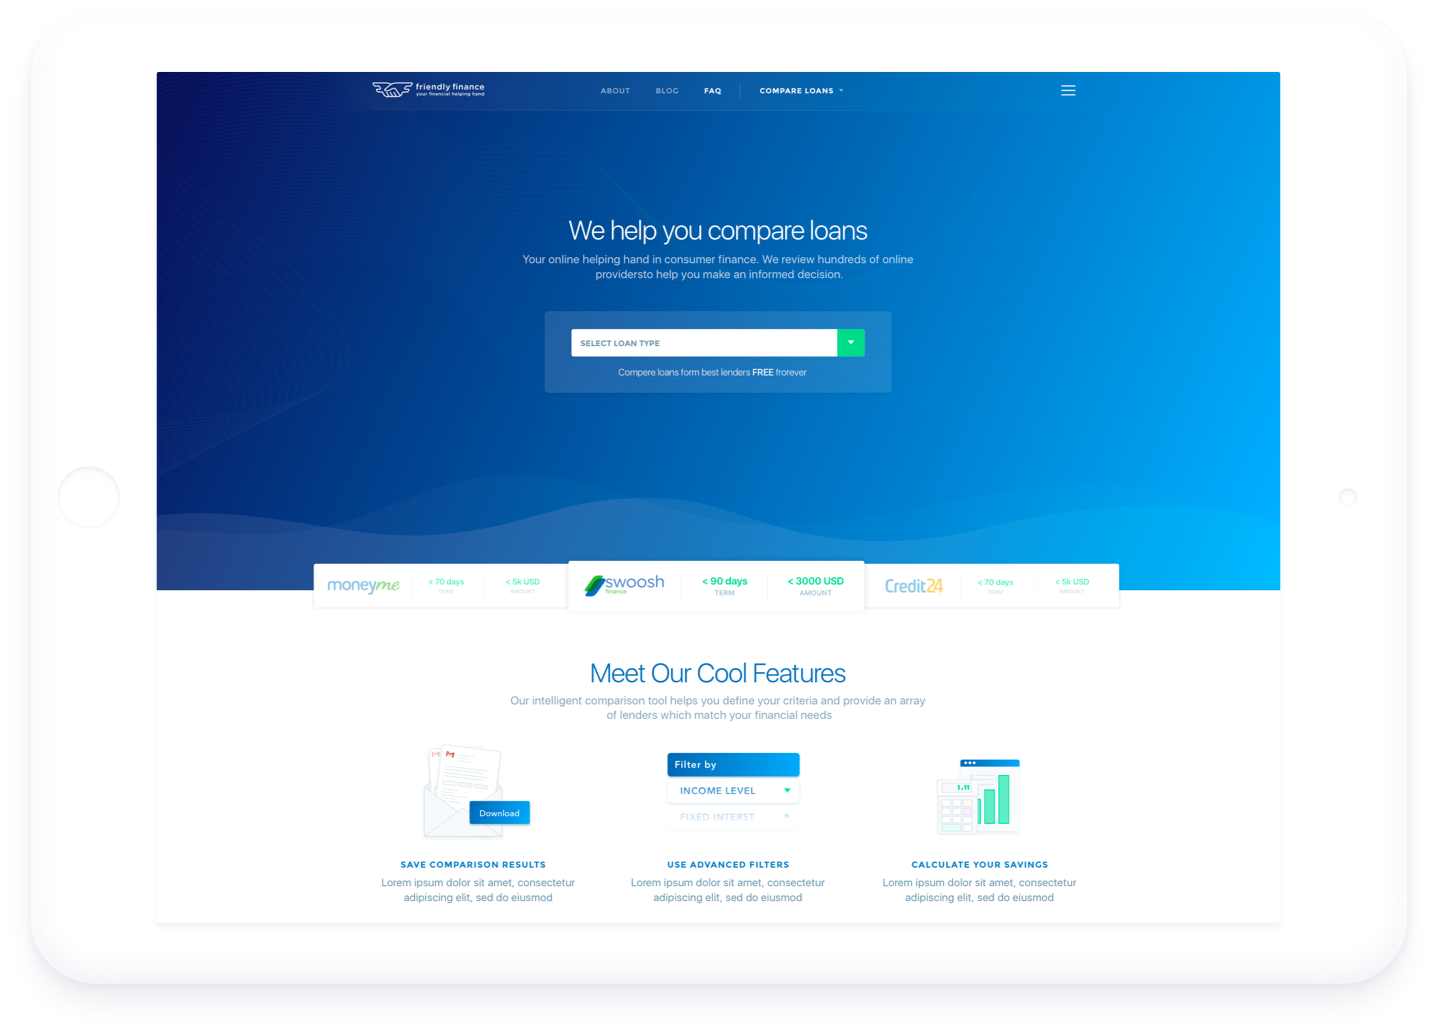 friendly finance
your financial helping hand
ABOUT BLOG FAQ COMPARE LOANS
We help you compare loans
Your online helping hand in consumer finance. We review hundreds of online
providersto help you make an informed decision.
SELECT LOAN TYPE
Compere loans form best lenders FREE frorever
moneyme
< 70 days
TERM
< 5k USD
AMOUNT
swoosh
finance
< 90 days
TERM
< 3000 USD
AMOUNT
Credit24
< 70 days
TERM
< 5k USD
AMOUNT
Meet Our Cool Features
Our intelligent comparison tool helps you define your criteria and provide an array
of lenders which match your financial needs
Download
Filter by
INCOME LEVEL
FIXED INTERST
1.11
SAVE COMPARISON RESULTS
Lorem ipsum dolor sit amet, consectetur
adipiscing elit, sed do eiusmod
USE ADVANCED FILTERS
Lorem ipsum dolor sit amet, consectetur
adipiscing elit, sed do eiusmod
CALCULATE YOUR SAVINGS
Lorem ipsum dolor sit amet, consectetur
adipiscing elit, sed do eiusmod